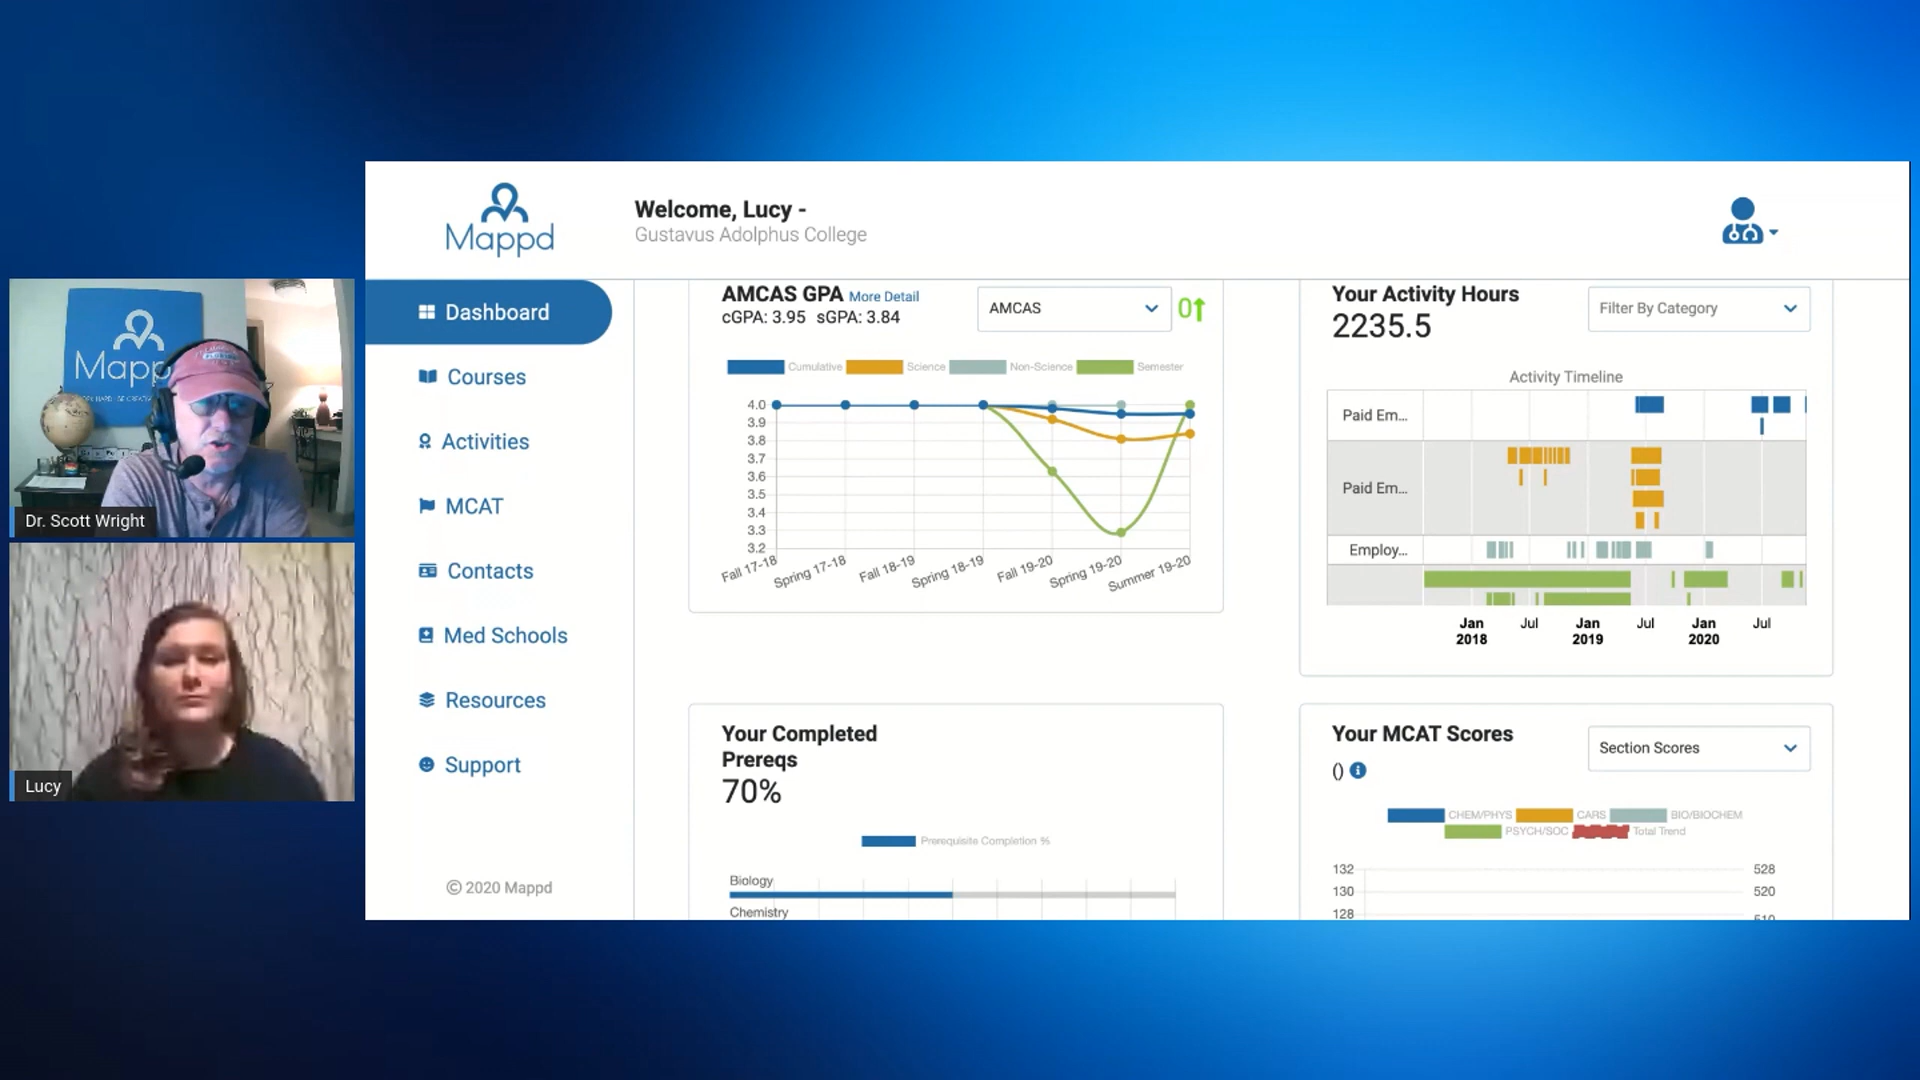 Mappd
Welcome, Lucy -
Gustavus Adolphus College
Dashboard
Courses
Activities
MCAT
Contacts
Med Schools
Resources
Support
© 2020 Mappd
AMCAS GPA More Detail
cGPA: 3.95 sGPA: 3.84
AMCAS
0
Cumulative Science Non-Science Semester
4.0
3.9
3.8
3.7
3.6
3.5
3.4
3.3
3.2
Fall 17-18 Spring 17-18 Fall 18-19 Spring 18-19 Fall 19-20 Spring 19-20 Summer 19-20
Your Activity Hours
2235.5
Filter By Category
Activity Timeline
Paid Em...
Paid Em...
Employ...
Jan Jul Jan Jul Jan Jul
2018 2019 2020
Your Completed
Prereqs
70%
Prerequisite Completion %
Biology
Chemistry
Your MCAT Scores
Section Scores
()
CHEM/PHYS CARS BIO/BIOCHEM
PSYCH/SOC Total Trend
132 528
130 520
128 510
Mapp
Dr. Scott Wright
Lucy